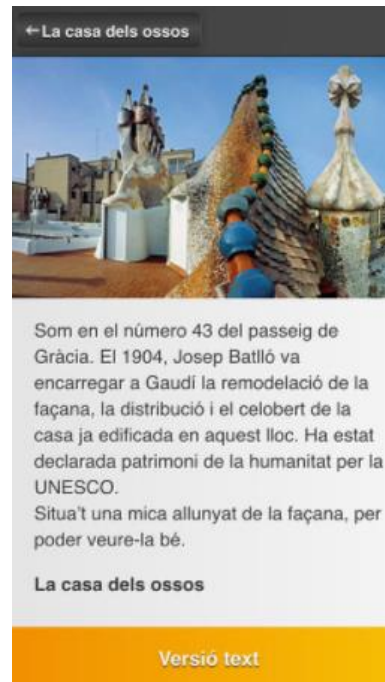 ←La casa dels ossos
Som en el número 43 del passeig de
Gràcia. El 1904, Josep Batlló va
encarregar a Gaudí la remodelació de la
façana, la distribució i el celobert de la
casa ja edificada en aquest lloc. Ha estat
declarada patrimoni de la humanitat per la
UNESCO.
Situa't una mica allunyat de la façana, per
poder veure-la bé.
La casa dels ossos
Versió text